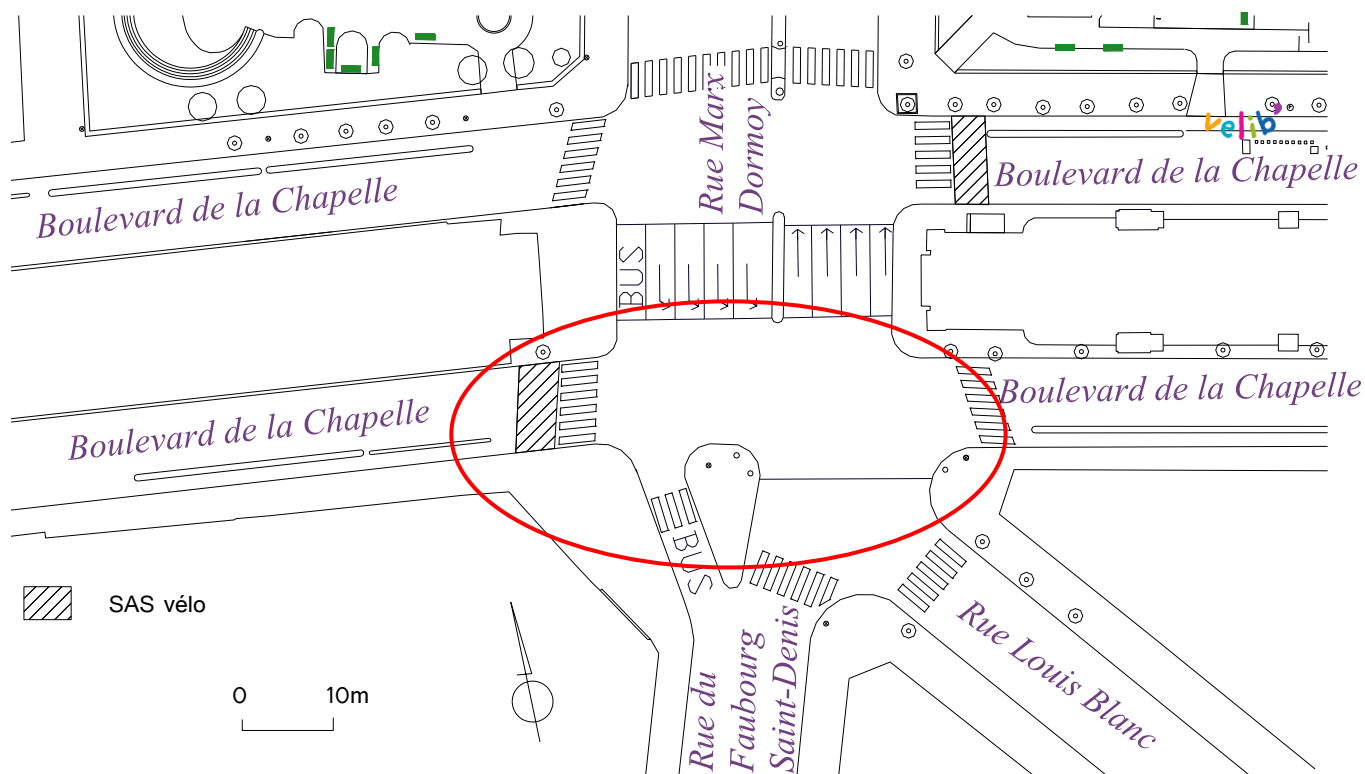 Rue Marx
Dormoy
velib'
Boulevard de la Chapelle
Boulevard de la Chapelle
BUS
Boulevard de la Chapelle
Boulevard de la Chapelle
BUS
SAS vélo
Rue du
Faubourg
Saint-Denis
Rue Louis Blanc
0 10m